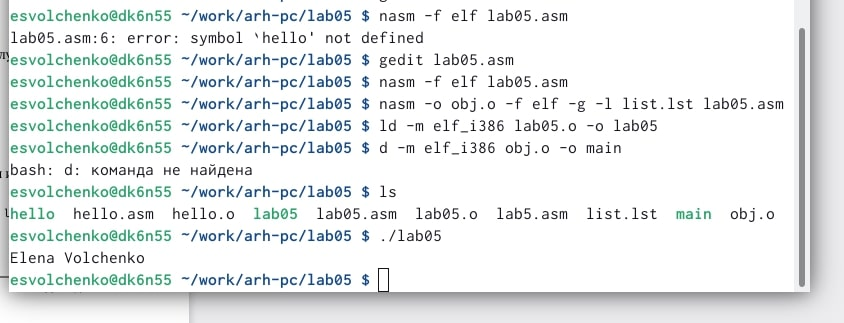 esvolchenko@dk6n55 ~/work/arh-pc/lab05 $ nasm -f elf lab05.asm
lab05.asm:6: error: symbol `hello' not defined
esvolchenko@dk6n55 ~/work/arh-pc/lab05 $ gedit lab05.asm
esvolchenko@dk6n55 ~/work/arh-pc/lab05 $ nasm -f elf lab05.asm
esvolchenko@dk6n55 ~/work/arh-pc/lab05 $ nasm -o obj.o -f elf -g -l list.lst lab05.asm
esvolchenko@dk6n55 ~/work/arh-pc/lab05 $ ld -m elf_i386 lab05.o -o lab05
esvolchenko@dk6n55 ~/work/arh-pc/lab05 $ d -m elf_i386 obj.o -o main
bash: d: команда не найдена
esvolchenko@dk6n55 ~/work/arh-pc/lab05 $ ls
hello hello.asm hello.o lab05 lab05.asm lab05.o lab5.asm list.lst main obj.o
esvolchenko@dk6n55 ~/work/arh-pc/lab05 $ ./lab05
Elena Volchenko
esvolchenko@dk6n55 ~/work/arh-pc/lab05 $